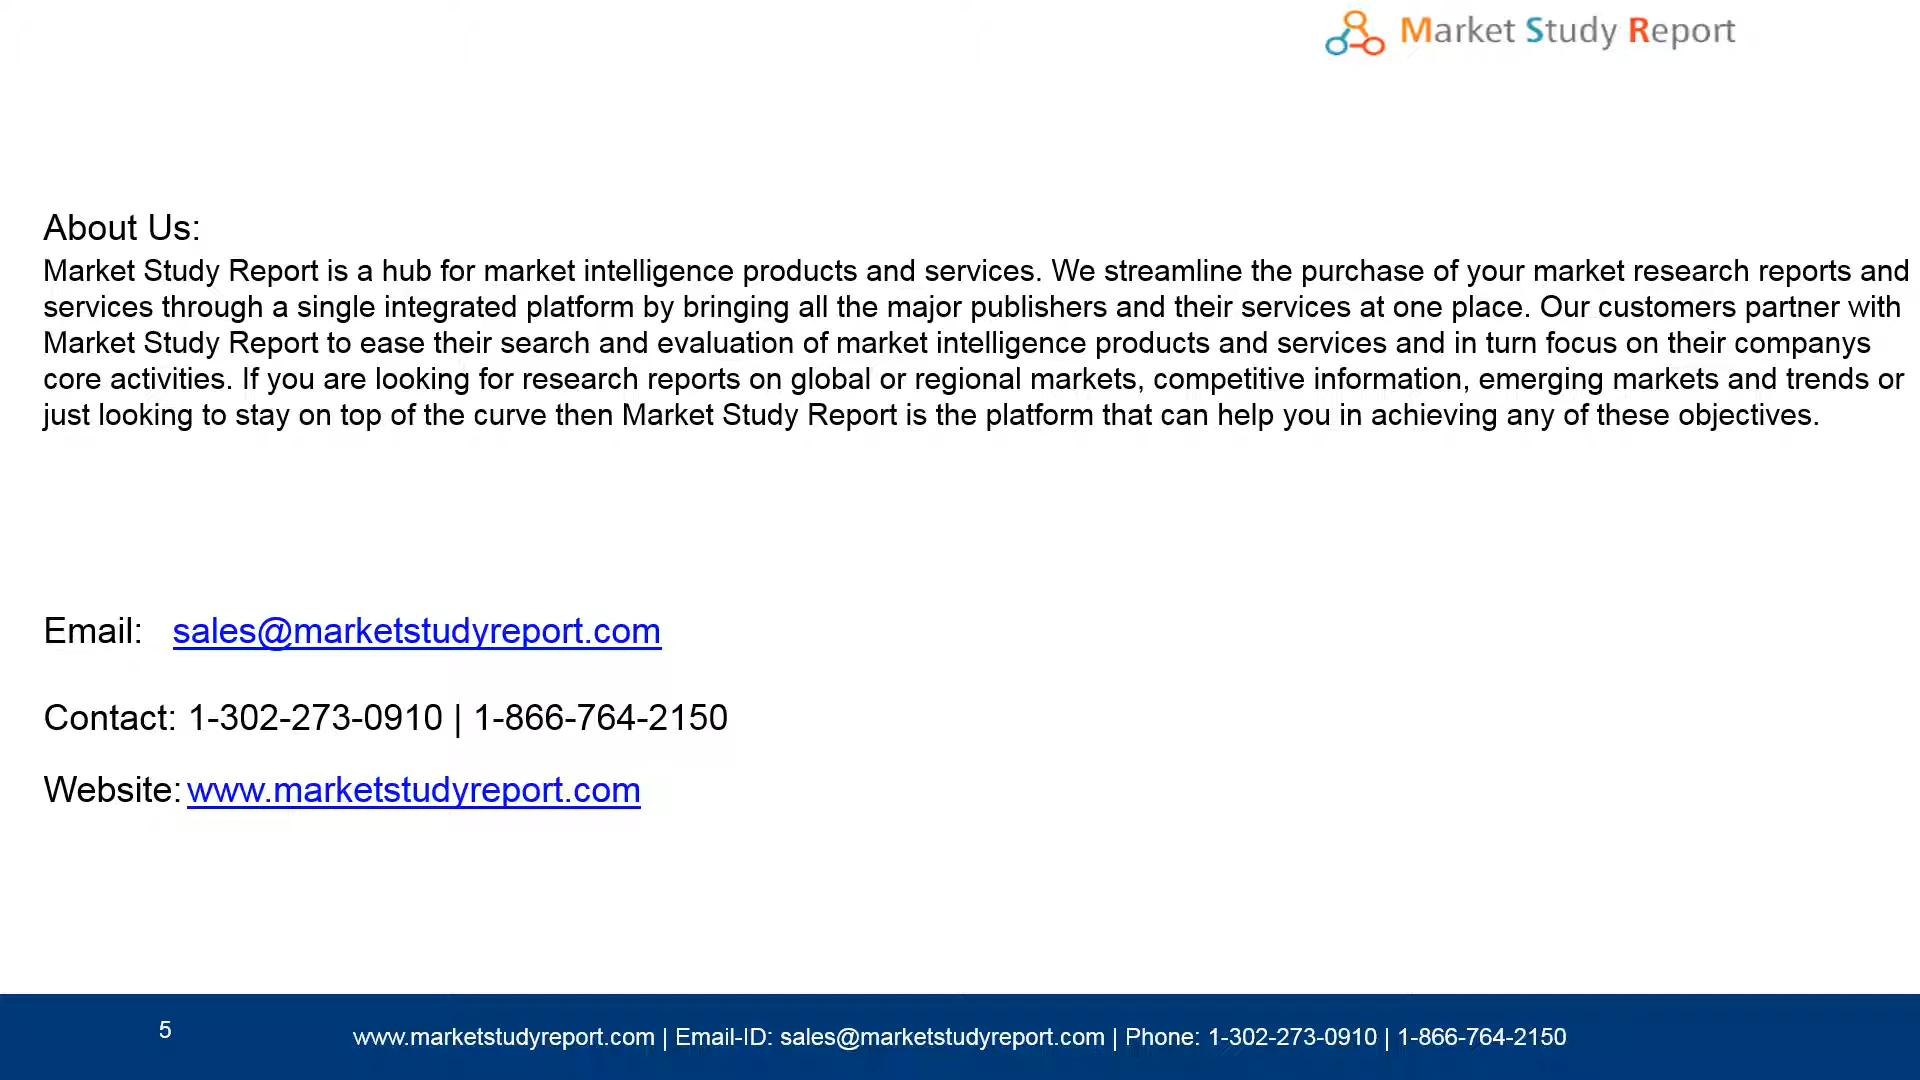 Market Study Report
About Us:
Market Study Report is a hub for market intelligence products and services. We streamline the purchase of your market research reports and
services through a single integrated platform by bringing all the major publishers and their services at one place. Our customers partner with
Market Study Report to ease their search and evaluation of market intelligence products and services and in turn focus on their companys
core activities. If you are looking for research reports on global or regional markets, competitive information, emerging markets and trends or
just looking to stay on top of the curve then Market Study Report is the platform that can help you in achieving any of these objectives.
Email: sales@marketstudyreport.com
Contact: 1-302-273-0910 | 1-866-764-2150
Website: www.marketstudyreport.com
5
www.marketstudyreport.com | Email-ID: sales@marketstudyreport.com | Phone: 1-302-273-0910 | 1-866-764-2150